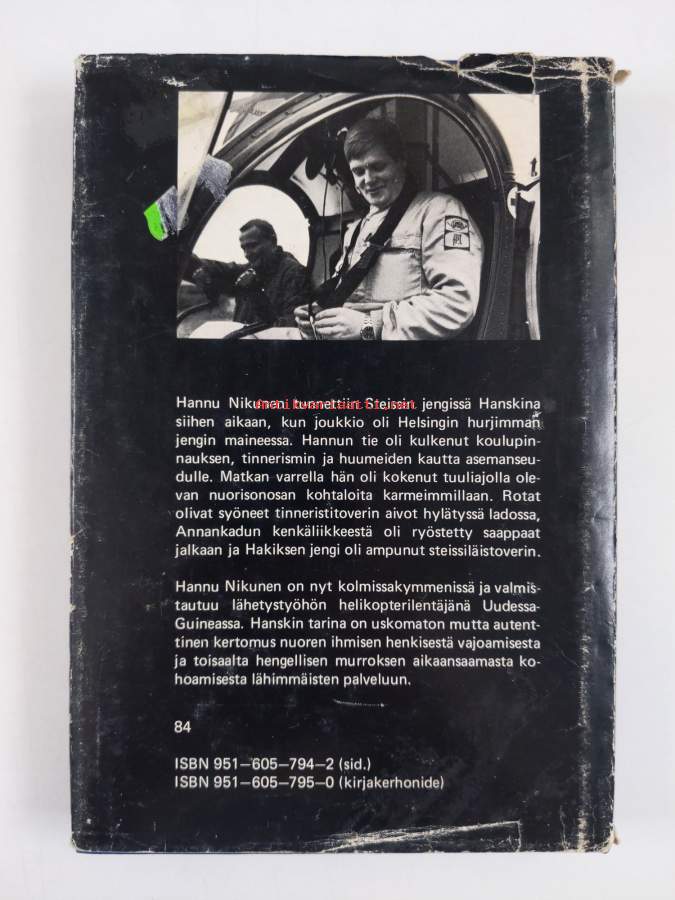 Hannu Nikunen tunnettiin Steissin jengissä Hanskina
Antikvariaatti.net
siihen aikaan, kun joukkio oli Helsingin hurjimman
jengin maineessa. Hannun tie oli kulkenut koulupin-
nauksen, tinnerismin ja huumeiden kautta asemanseu-
dulle. Matkan varrella hän oli kokenut tuuliajolla ole-
van nuorisonosan kohtaloita karmeimmillaan. Rotat
olivat syöneet tinneristitoverin aivot hylätyssä ladossa,
Annankadun kenkäliikkeestä oli ryöstetty saappaat
jalkaan ja Hakiksen jengi oli ampunut steissiläistoverin.
Hannu Nikunen on nyt kolmissakymmenissä ja valmis-
tautuu lähetystyöhön helikopterilentäjänä Uudessa-
Guineassa. Hanskin tarina on uskomaton mutta autent-
tinen kertomus nuoren ihmisen henkisestä vajoamisesta
ja toisaalta hengellisen murroksen aikaansaamasta ko-
hoamisesta lähimmäisten palveluun.
84
ISBN 951—605—794—2 (sid.)
ISBN 951—605—795—0 (kirjakerhonide)